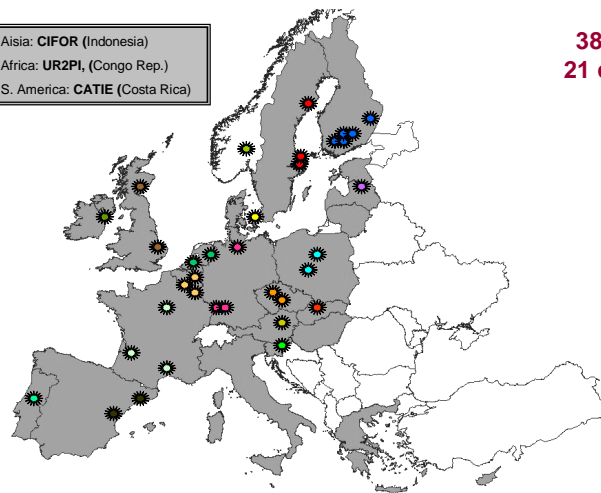 Aisia: CIFOR (Indonesia)
Africa: UR2PI, (Congo Rep.)
S. America: CATIE (Costa Rica)
38
21